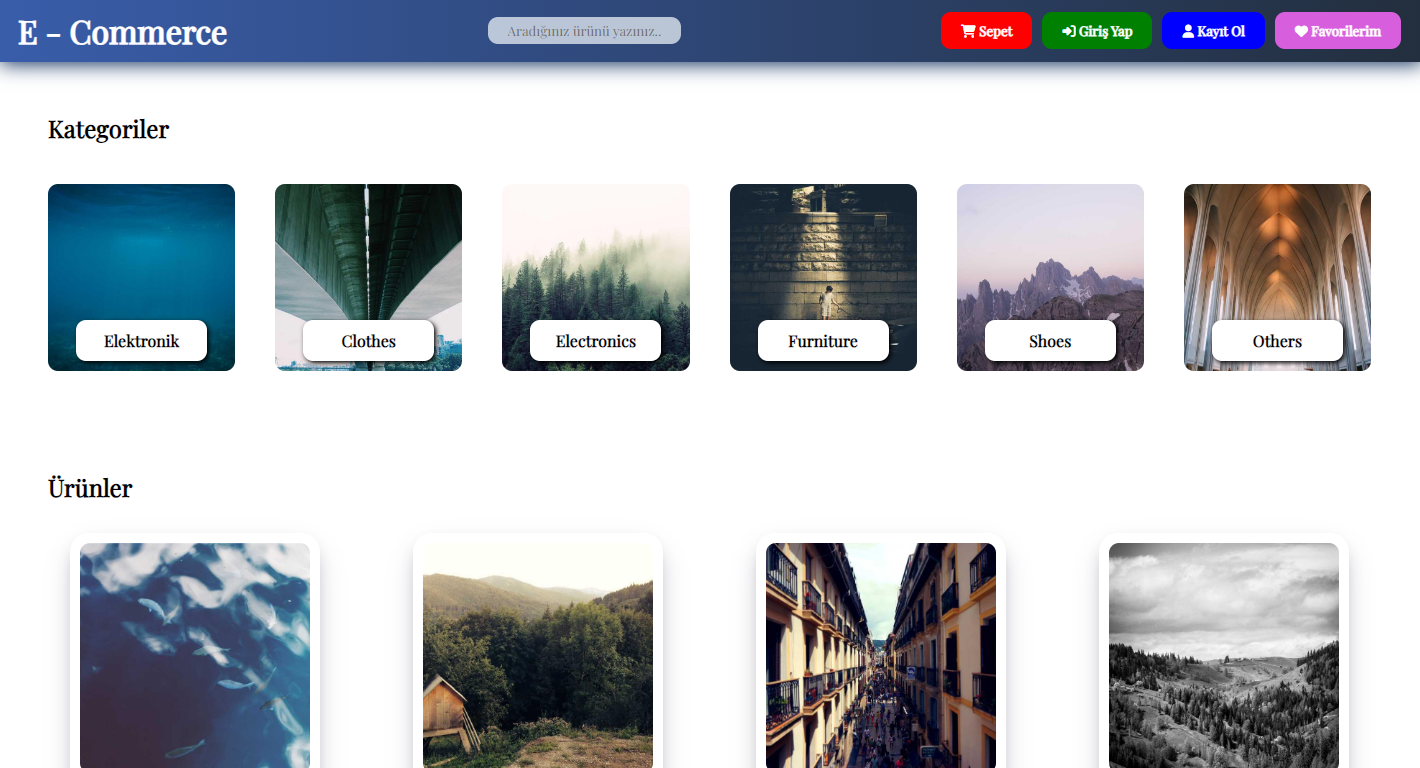 E - Commerce
Aradığınız ürünü yazınız..
Sepet
Giriş Yap
Kayıt Ol
Favorilerim
Kategoriler
Elektronik
Clothes
Electronics
Furniture
Shoes
Others
Ürünler